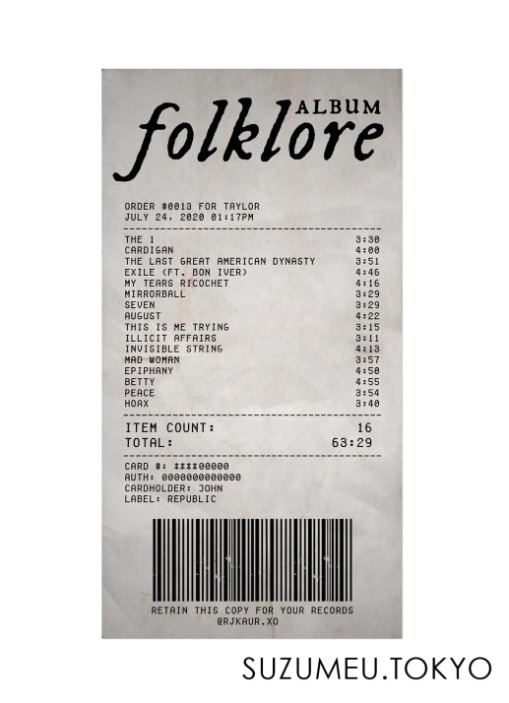 folklore ALBUM
ORDER #0013 FOR TAYLOR
JULY 24, 2020 01:17PM
THE 1 3:30
CARDIGAN 4:00
THE LAST GREAT AMERICAN DYNASTY 3:51
EXILE (FT. BON IVER) 4:46
MY TEARS RICOCHET 4:16
MIRRORBALL 3:29
SEVEN 3:29
AUGUST 4:22
THIS IS ME TRYING 3:15
ILLICIT AFFAIRS 3:11
INVISIBLE STRING 4:13
MAD WOMAN 3:57
EPIPHANY 4:50
BETTY 4:55
PEACE 3:54
HOAX 3:40
ITEM COUNT: 16
TOTAL: 63:29
CARD #: ****00000
AUTH: 0000000000000
CARDHOLDER: JOHN
LABEL: REPUBLIC
RETAIN THIS COPY FOR YOUR RECORDS
@RJKAUR.XO
SUZUMEU.TOKYO